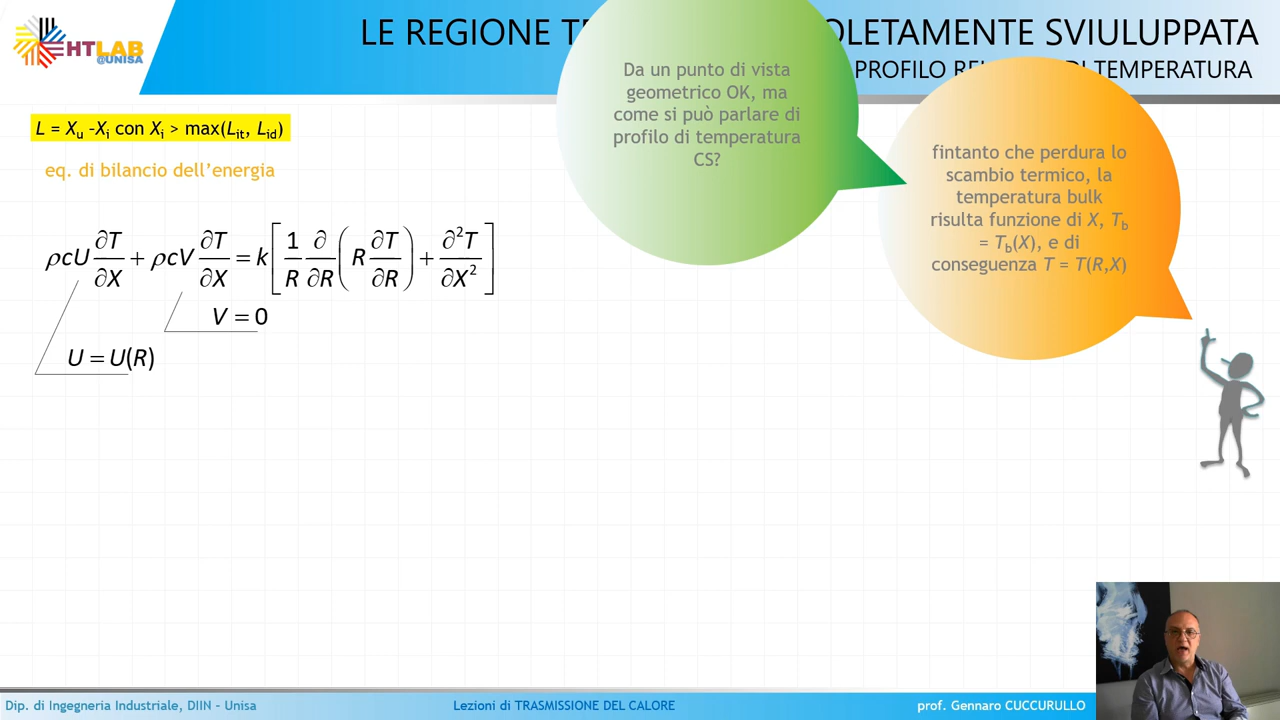 HTLAB
@UNISA
LE REGIONE T OLETAMENTE SVIULUPPATA
PROFILO REL DI TEMPERATURA
L = Xu –Xi con Xi > max(Lit, Lid)
eq. di bilancio dell'energia
ρcU ∂T/∂X + ρcV ∂T/∂X = k[1/R ∂/∂R (R ∂T/∂R) + ∂²T/∂X²]
V = 0
U = U(R)
Da un punto di vista
geometrico OK, ma
come si può parlare di
profilo di temperatura
CS?
fintanto che perdura lo
scambio termico, la
temperatura bulk
risulta funzione di X, Tb
= Tb(X), e di
conseguenza T = T(R,X)
Dip. di Ingegneria Industriale, DIIN - Unisa
Lezioni di TRASMISSIONE DEL CALORE
prof. Gennaro CUCCURULLO